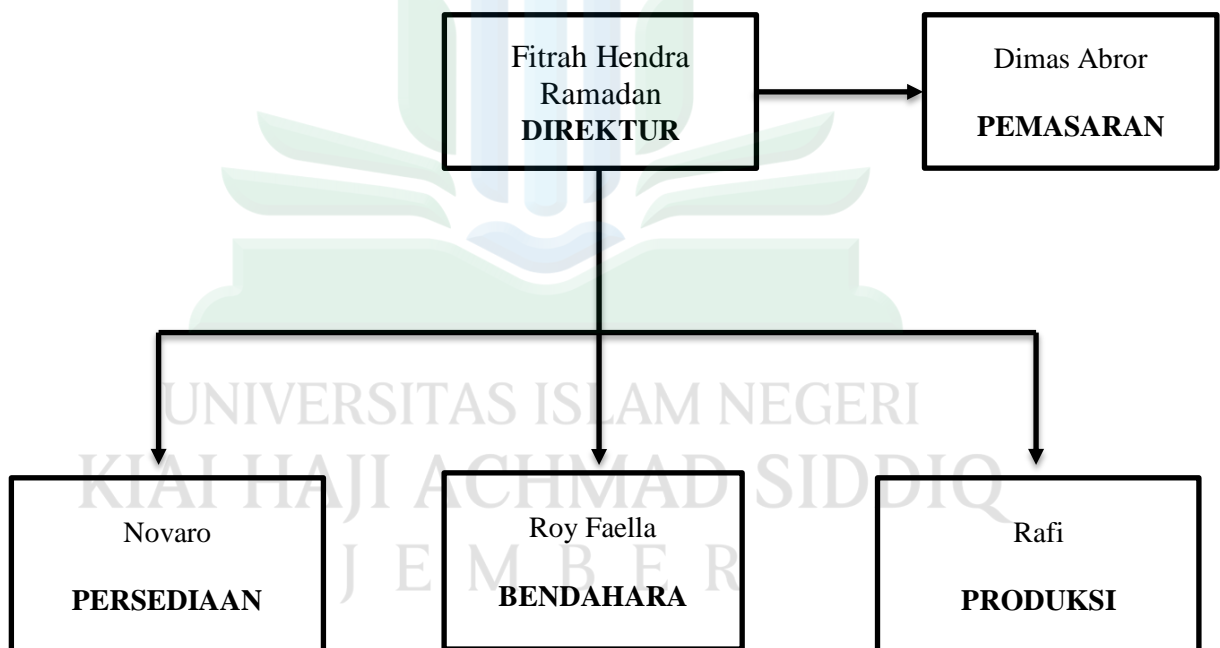 Fitrah Hendra
Ramadan
DIREKTUR
Dimas Abror
PEMASARAN
UNIVERSITAS ISLAM NEGERI
KIAI HAJI ACHMAD SIDDIQ
JEMBER
Novaro
PERSEDIAAN
Roy Faella
BENDAHARA
Rafi
PRODUKSI